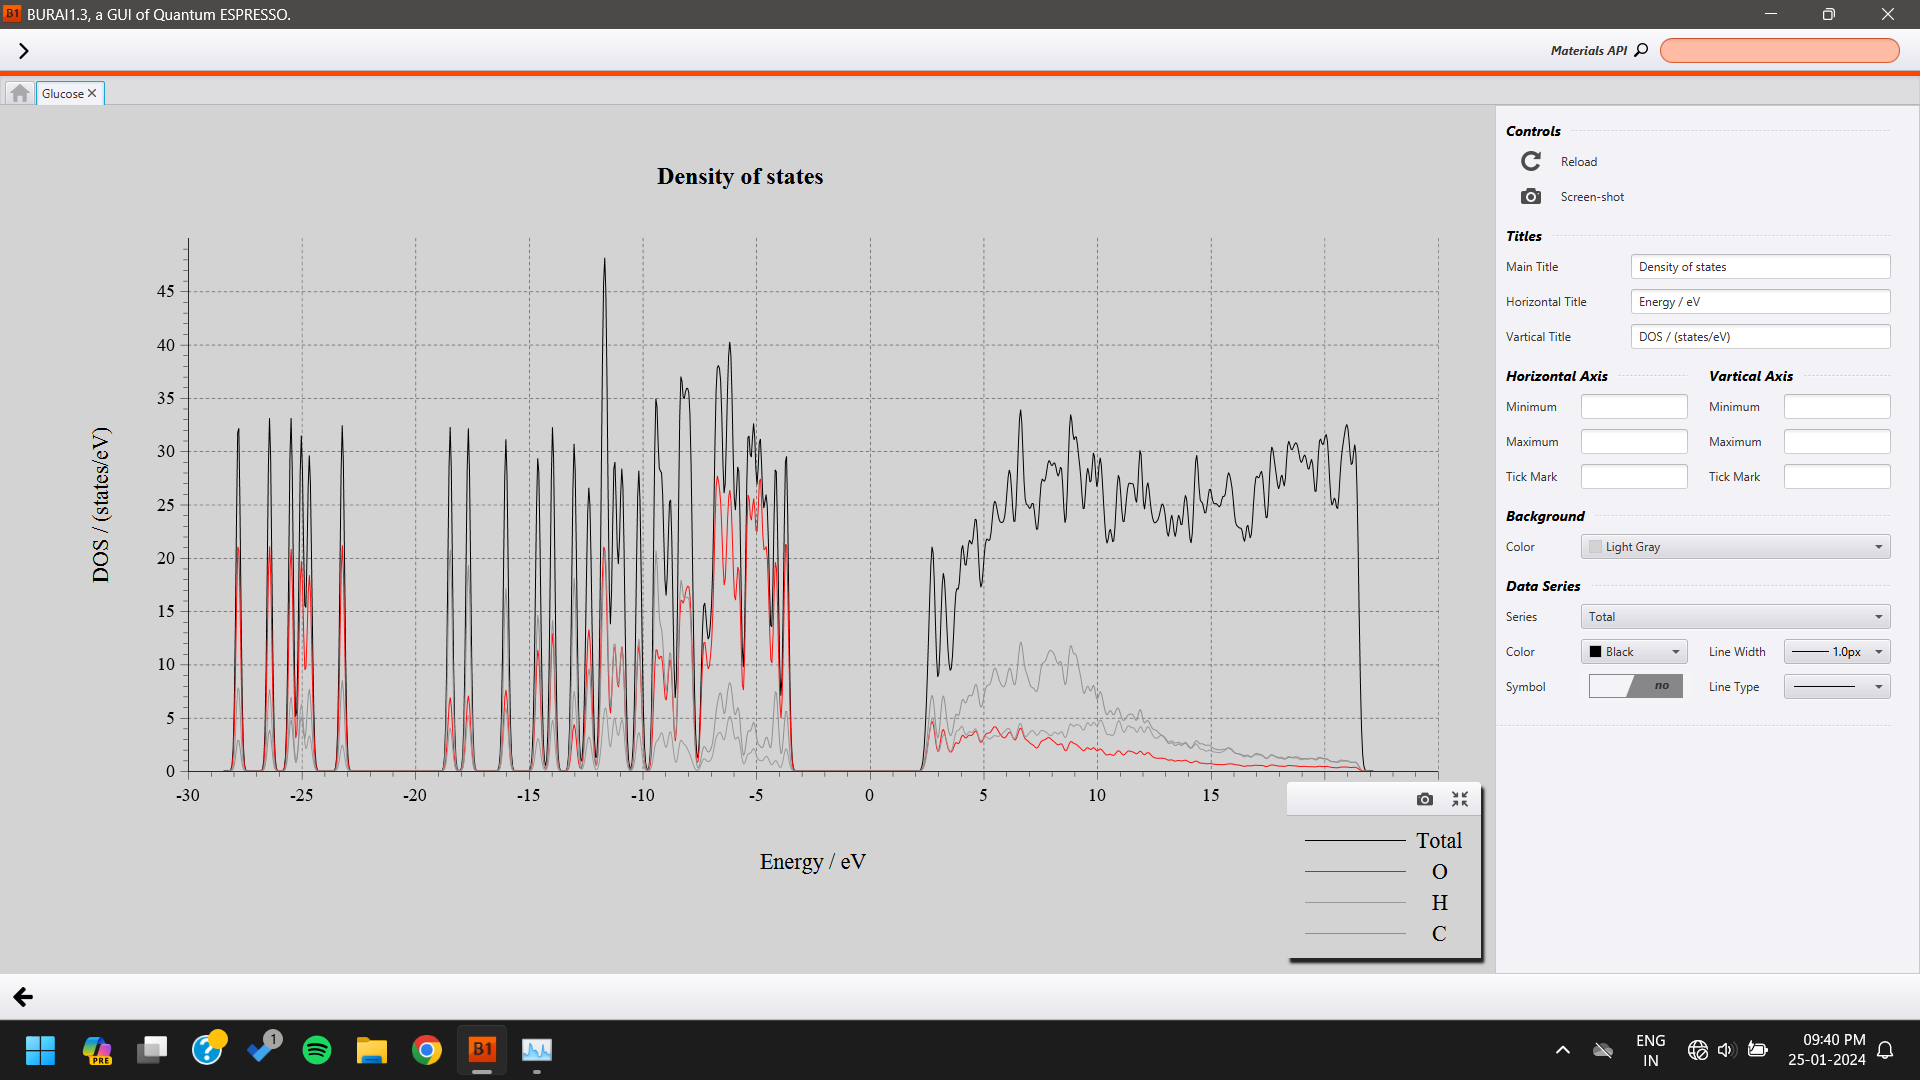 B1 BURAI1.3, a GUI of Quantum ESPRESSO.
Materials API
Glucose
Density of states
45
40
35
30
25
20
15
10
5
0
DOS / (states/eV)
-30 -25 -20 -15 -10 -5 0 5 10 15
Energy / eV
Total
O
H
C
Controls
Reload
Screen-shot
Titles
Main Title Density of states
Horizontal Title Energy / eV
Vartical Title DOS / (states/eV)
Horizontal Axis Vartical Axis
Minimum Minimum
Maximum Maximum
Tick Mark Tick Mark
Background
Color Light Gray
Data Series
Series Total
Color Black Line Width 1.0px
Symbol no Line Type
PRE
1
B1
ENG
IN
09:40 PM
25-01-2024